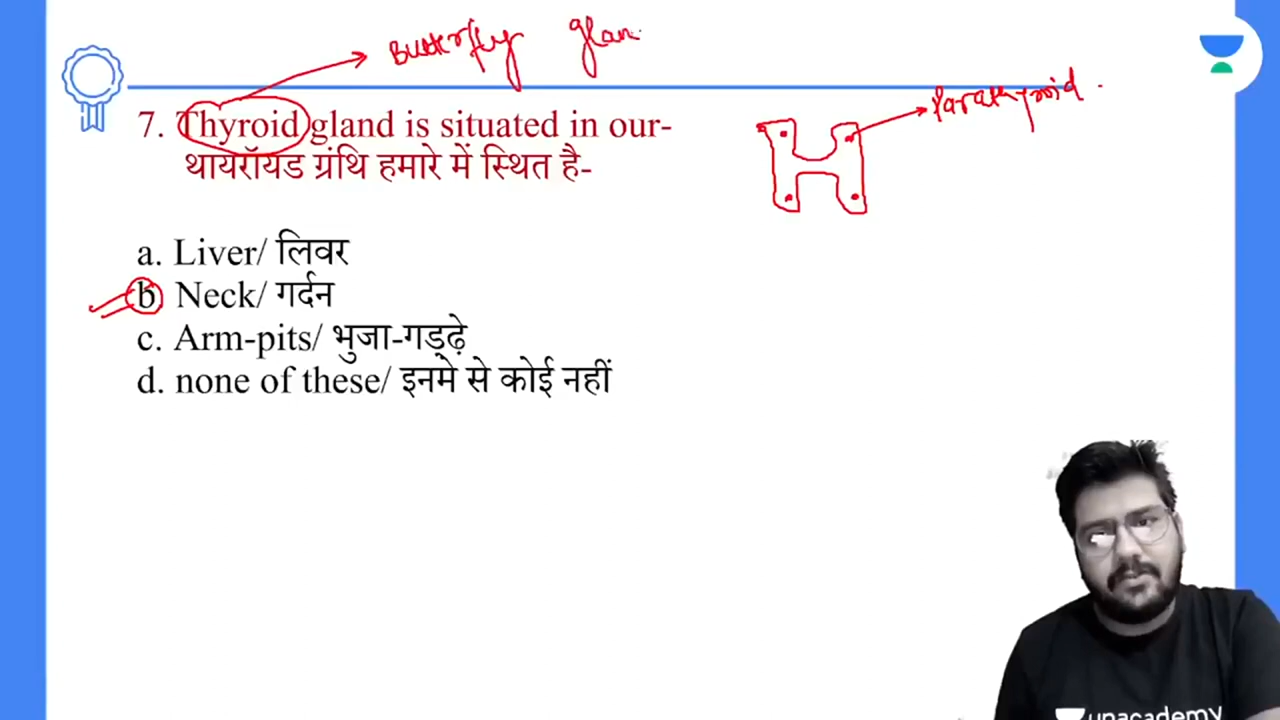 Butterfly glan
Parathyroid
7. Thyroid gland is situated in our-
थायरॉयड ग्रंथि हमारे में स्थित है-
a. Liver/ लिवर
b Neck/ गर्दन
c. Arm-pits/ भुजा-गड्ढ़े
d. none of these/ इनमे से कोई नहीं
unacademy